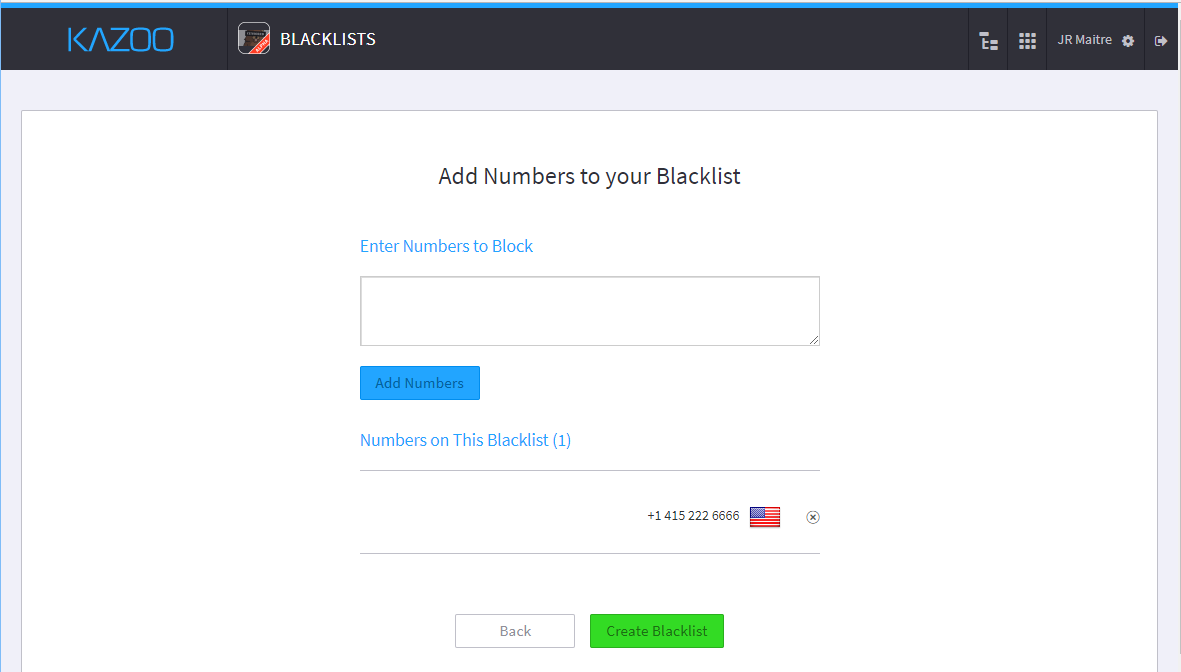 KAZOO
BLACKLISTS
JR Maitre
Add Numbers to your Blacklist
Enter Numbers to Block
Add Numbers
Numbers on This Blacklist (1)
+1 415 222 6666
Back
Create Blacklist